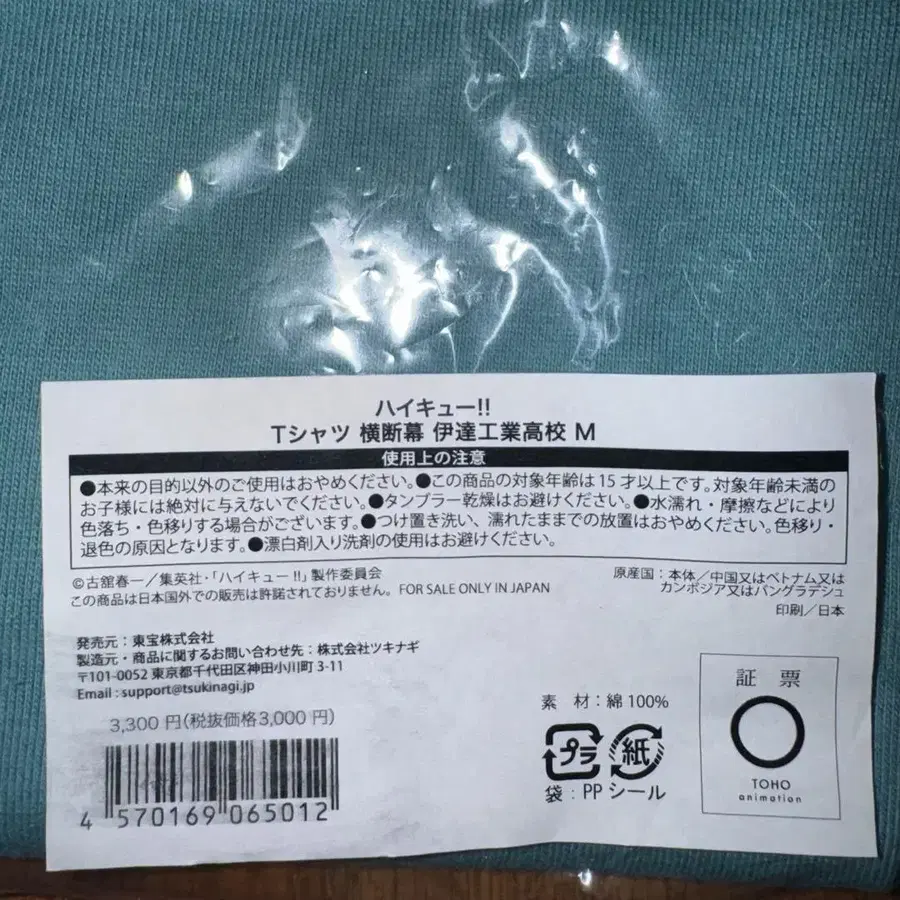 ハイキュー!!
Tシャツ 横断幕 伊達工業高校 M
使用上の注意
●本来の目的以外のご使用はおやめください。●この商品の対象年齢は15才以上です。対象年齢未満の
お子様には絶対に与えないでください。●タンブラー乾燥はお避けください。●水濡れ・摩擦などにより
色落ち・色移りする場合がございます。●つけ置き洗い、濡れたままでの放置はおやめください。色移り・
退色の原因となります。●漂白剤入り洗剤の使用はお避けください。
©古舘春一／集英社・「ハイキュー!!」製作委員会
この商品は日本国外での販売は許諾されておりません。FOR SALE ONLY IN JAPAN
原産国：本体／中国又はベトナム又は
カンボジア又はバングラデシュ
印刷／日本
発売元：東宝株式会社
製造元・商品に関するお問い合わせ先：株式会社ツキナギ
〒101-0052 東京都千代田区神田小川町 3-11
Email : support@tsukinagi.jp
3,300 円(税抜価格3,000 円)
4 570169 065012
素 材：綿 100%
プラ 紙
袋：PP シール
証 票
TOHO
animation